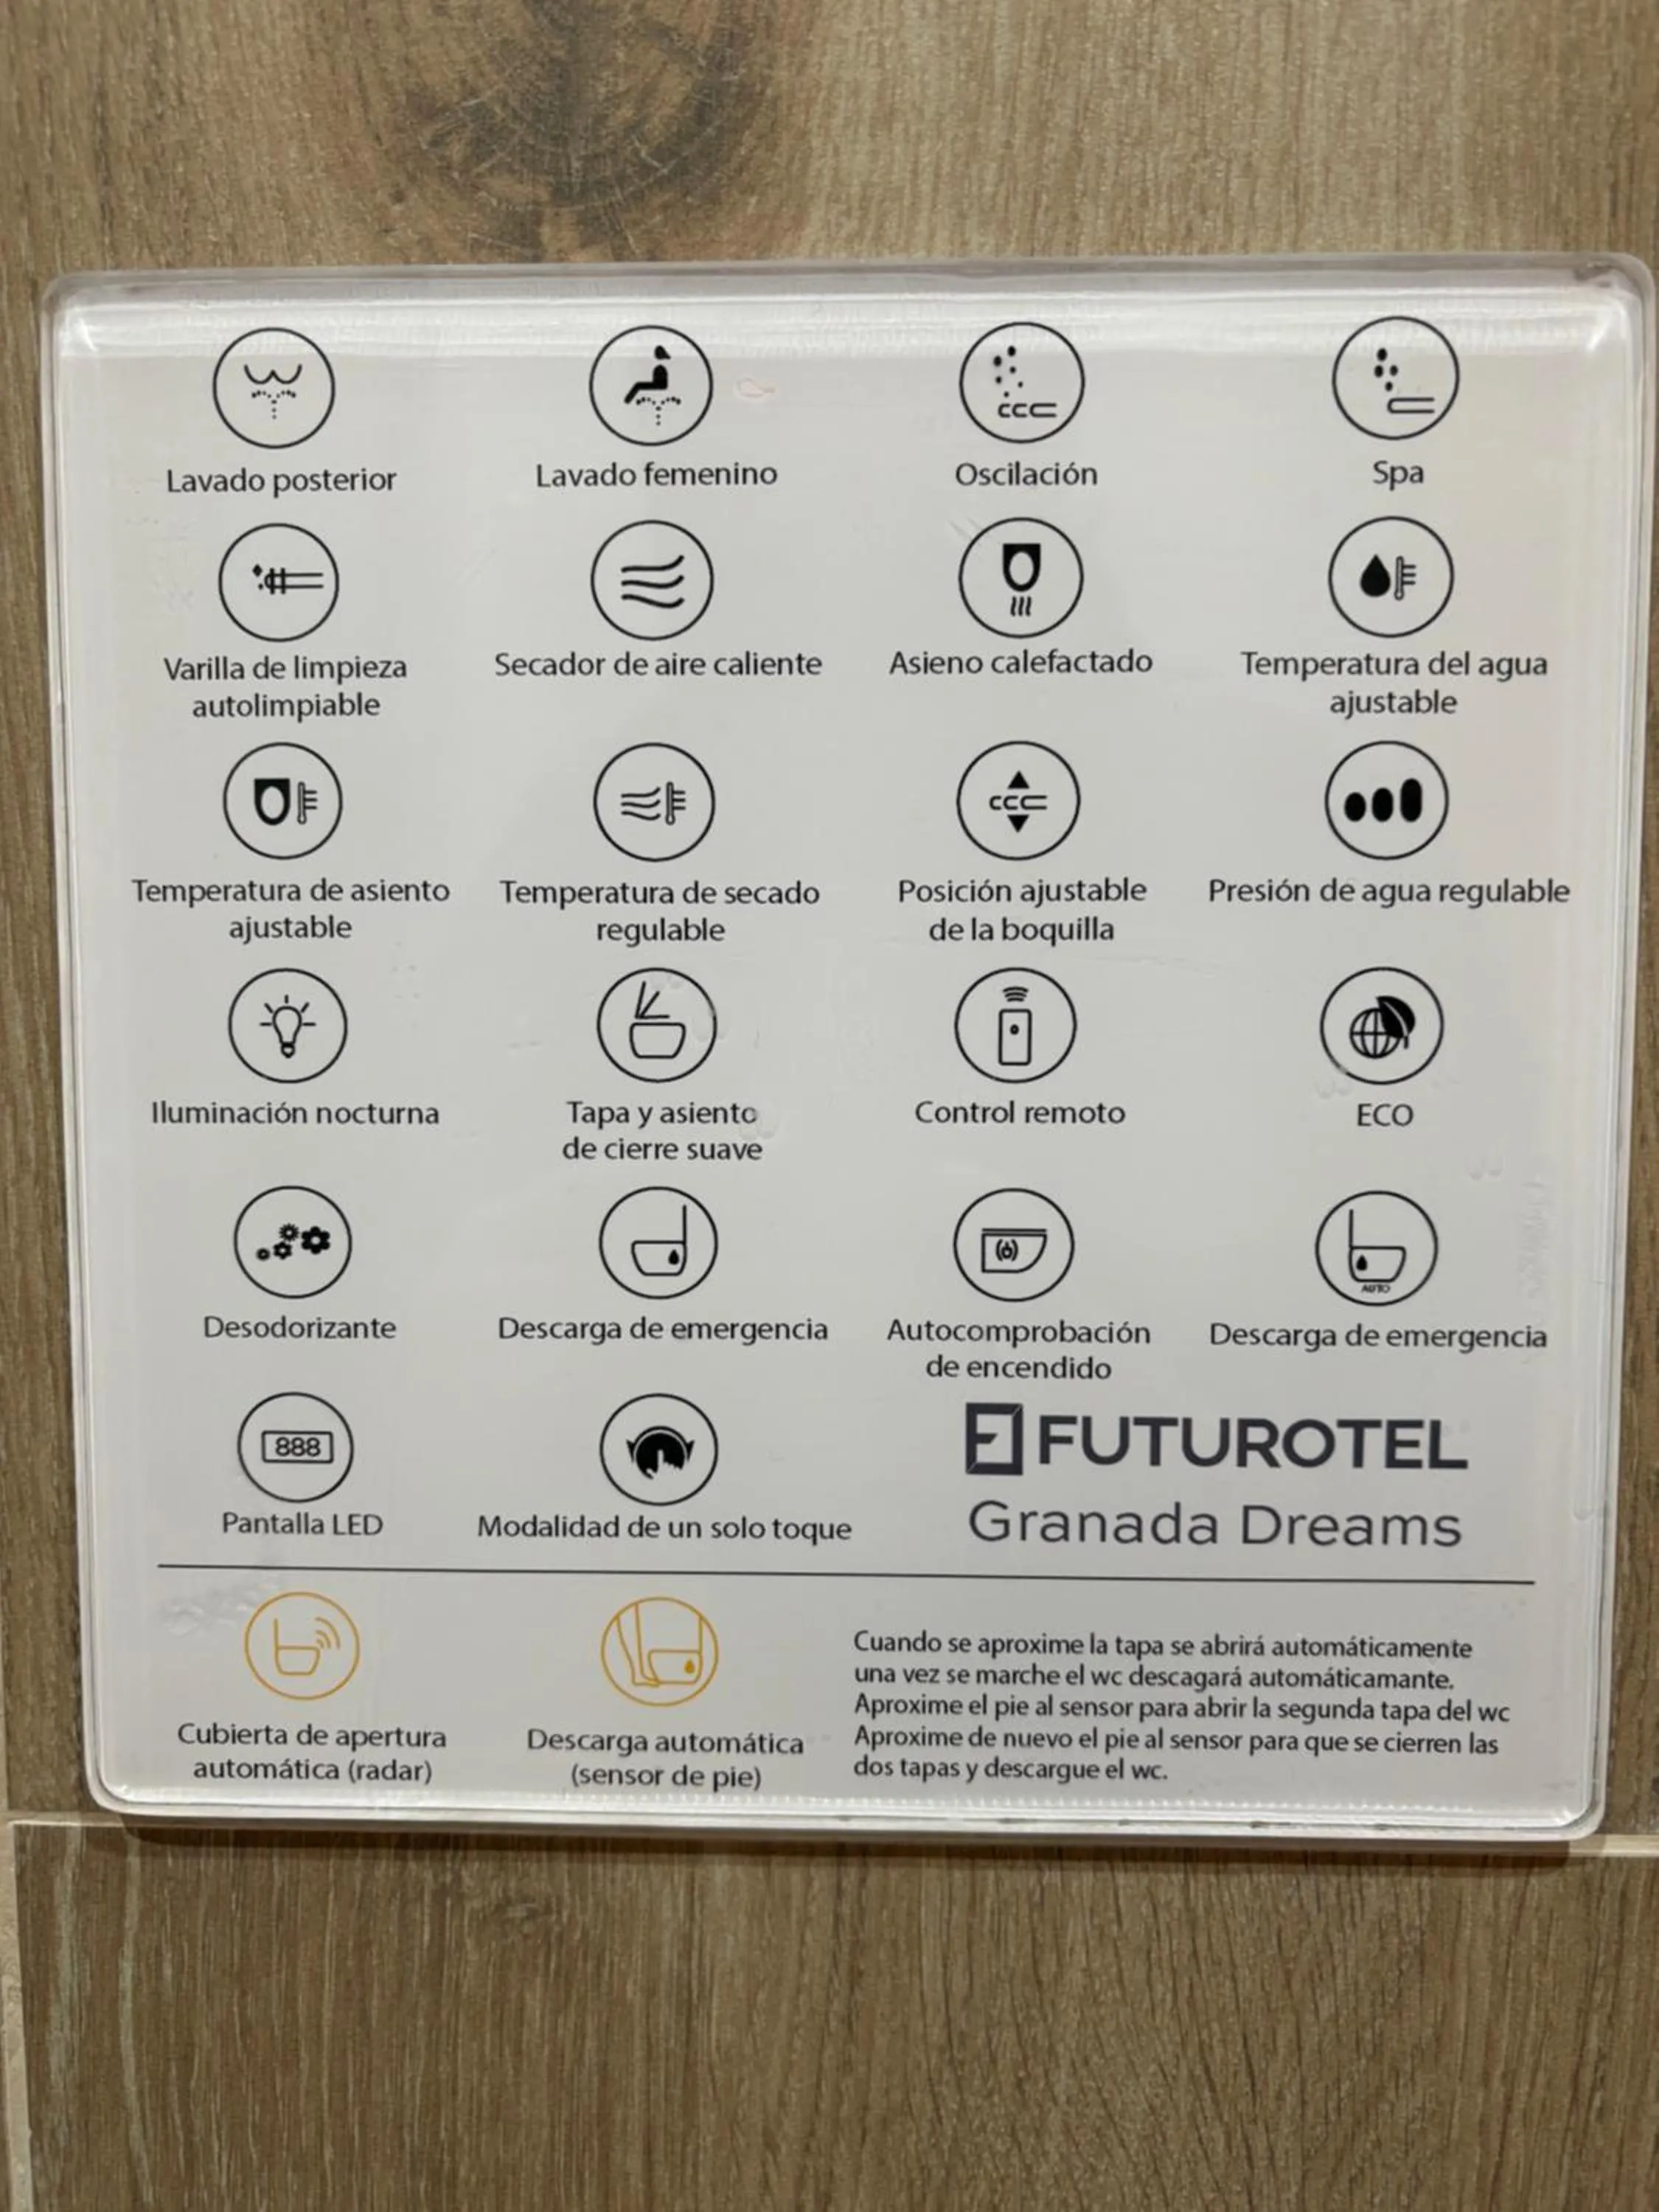 Lavado posterior
Lavado femenino
Oscilación
Spa
Varilla de limpieza
autolimpiable
Secador de aire caliente
Asieno calefactado
Temperatura del agua
ajustable
Temperatura de asiento
ajustable
Temperatura de secado
regulable
Posición ajustable
de la boquilla
Presión de agua regulable
Iluminación nocturna
Tapa y asiento
de cierre suave
Control remoto
ECO
Desodorizante
Descarga de emergencia
Autocomprobación
de encendido
AUTO
Descarga de emergencia
888
Pantalla LED
Modalidad de un solo toque
FUTUROTEL
Granada Dreams
Cubierta de apertura
automática (radar)
Descarga automática
(sensor de pie)
Cuando se aproxime la tapa se abrirá automáticamente
una vez se marche el wc descagará automáticamante.
Aproxime el pie al sensor para abrir la segunda tapa del wc
Aproxime de nuevo el pie al sensor para que se cierren las
dos tapas y descargue el wc.